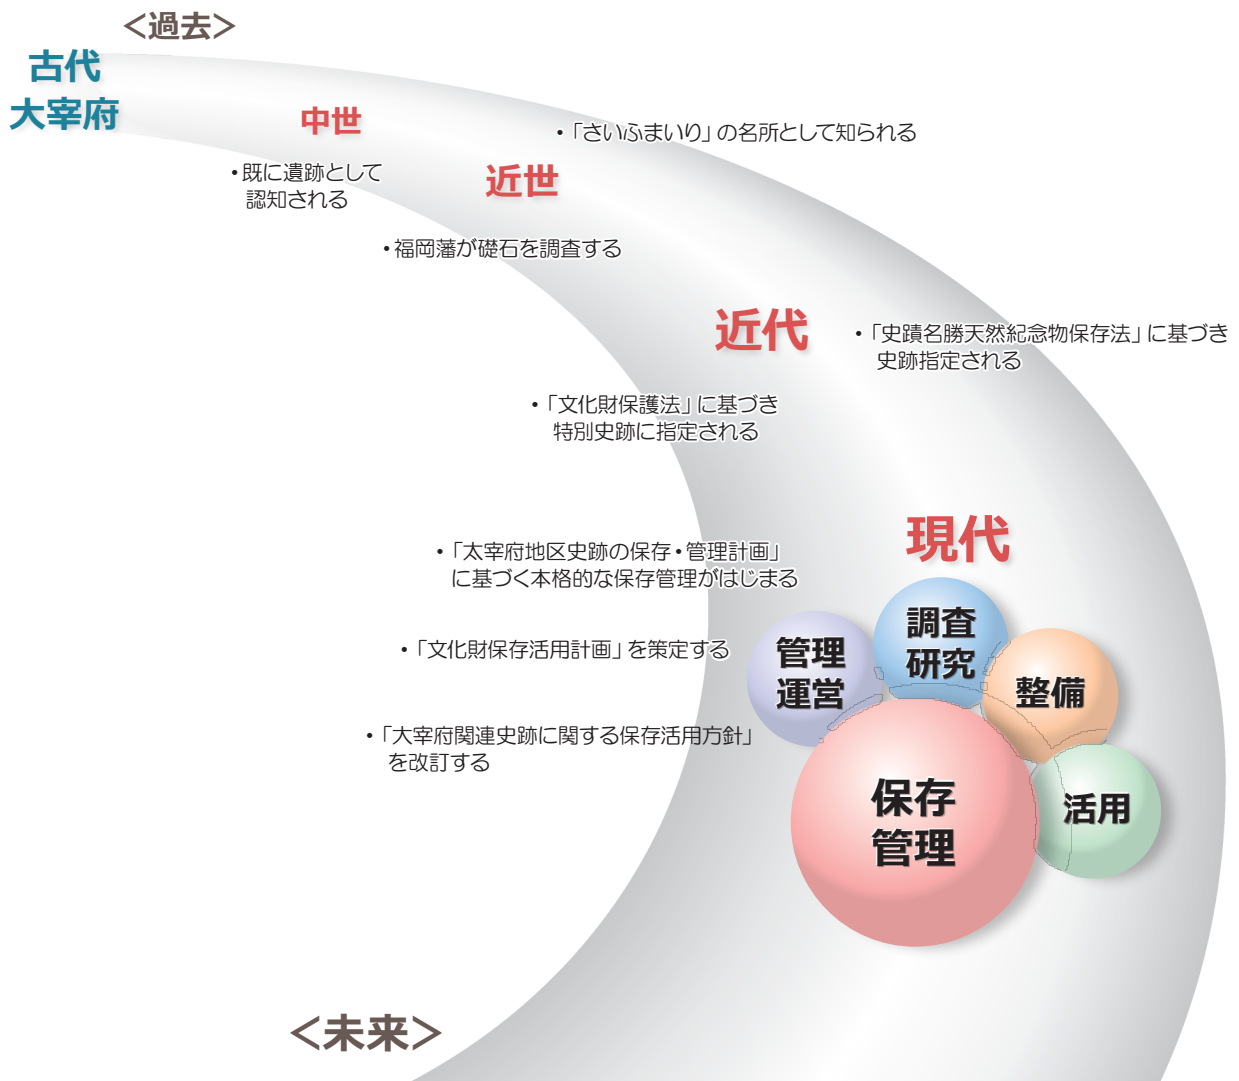 ＜過去＞
古代
大宰府
中世
・「さいふまいり」の名所として知られる
・既に遺跡として
認知される
近世
・福岡藩が礎石を調査する
近代
・「史蹟名勝天然紀念物保存法」に基づき
史跡指定される
・「文化財保護法」に基づき
特別史跡に指定される
現代
・「太宰府地区史跡の保存・管理計画」
に基づく本格的な保存管理がはじまる
調査
研究
管理
運営
整備
・「文化財保存活用計画」を策定する
・「大宰府関連史跡に関する保存活用方針」
を改訂する
保存
管理
活用
＜未来＞